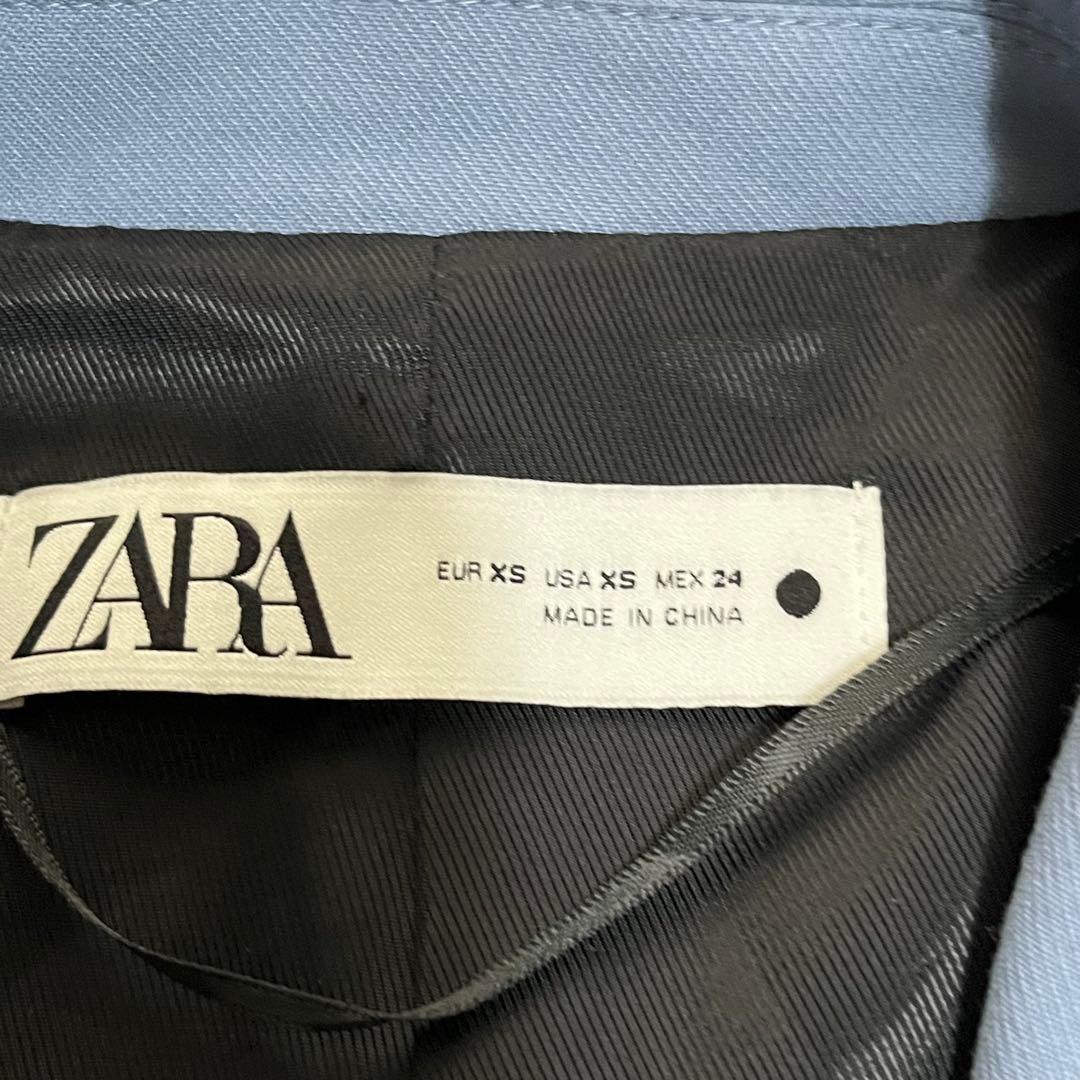 ZARA
EUR XS USA XS MEX 24
MADE IN CHINA